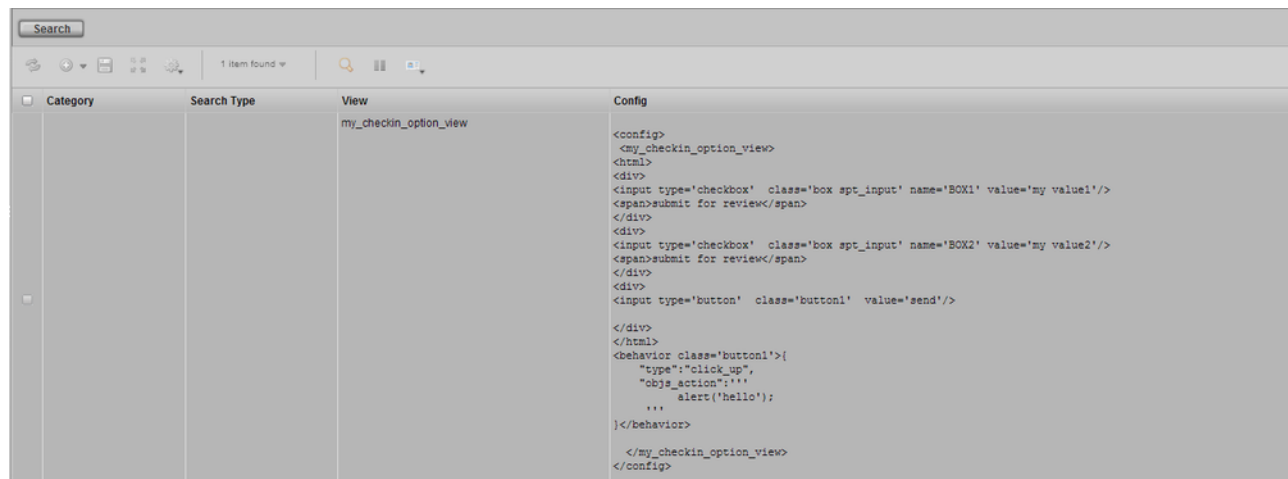 Search
1 item found
Category Search Type View Config
my_checkin_option_view
<config>
<my_checkin_option_view>
<html>
<div>
<input type='checkbox' class='box spt_input' name='BOX1' value='my value1'/>
<span>submit for review</span>
</div>
<div>
<input type='checkbox' class='box spt_input' name='BOX2' value='my value2'/>
<span>submit for review</span>
</div>
<div>
<input type='button' class='button1' value='send'/>
</div>
</html>
<behavior class='button1'>{
"type":"click_up",
"objs_action":'''
alert('hello');
'''
}</behavior>
</my_checkin_option_view>
</config>